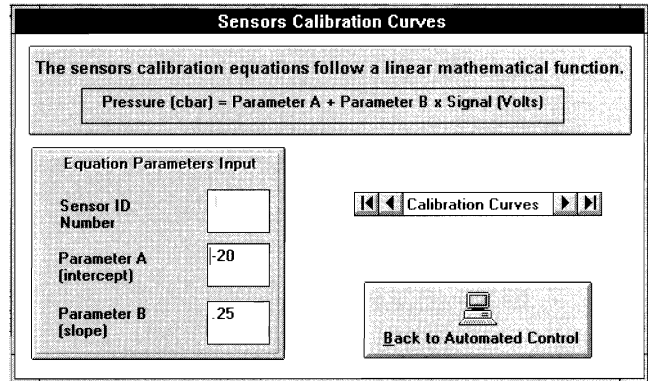 Sensors Calibration Curves
The sensors calibration equations follow a linear mathematical function.
Pressure (cbar) = Parameter A + Parameter B x Signal (Volts)
Equation Parameters Input
Sensor ID
Number
Parameter A
(intercept)
-20
Parameter B
(slope)
.25
Calibration Curves
Back to Automated Control